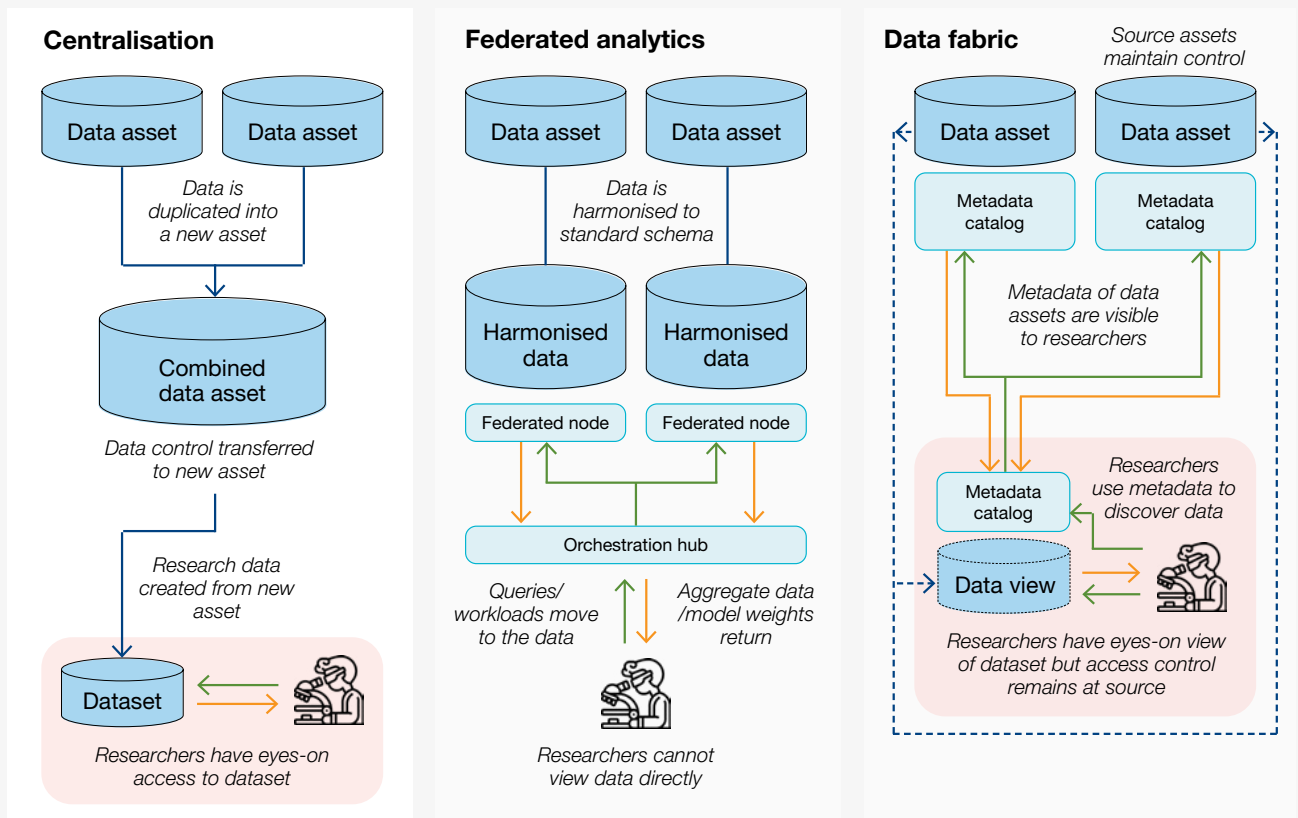 Centralisation
Data asset
Data asset
Data is
duplicated into
a new asset
Combined
data asset
Data control transferred
to new asset
Research data
created from new
asset
Dataset
Researchers have eyes-on
access to dataset
Federated analytics
Data asset
Data asset
Data is
harmonised to
standard schema
Harmonised
data
Harmonised
data
Federated node
Federated node
Orchestration hub
Queries/
workloads move
to the data
Aggregate data
/model weights
return
Researchers cannot
view data directly
Data fabric
Source assets
maintain control
Data asset
Data asset
Metadata
catalog
Metadata
catalog
Metadata of data
assets are visible
to researchers
Researchers
use metadata to
discover data
Metadata
catalog
Data view
Researchers have eyes-on view
of dataset but access control
remains at source